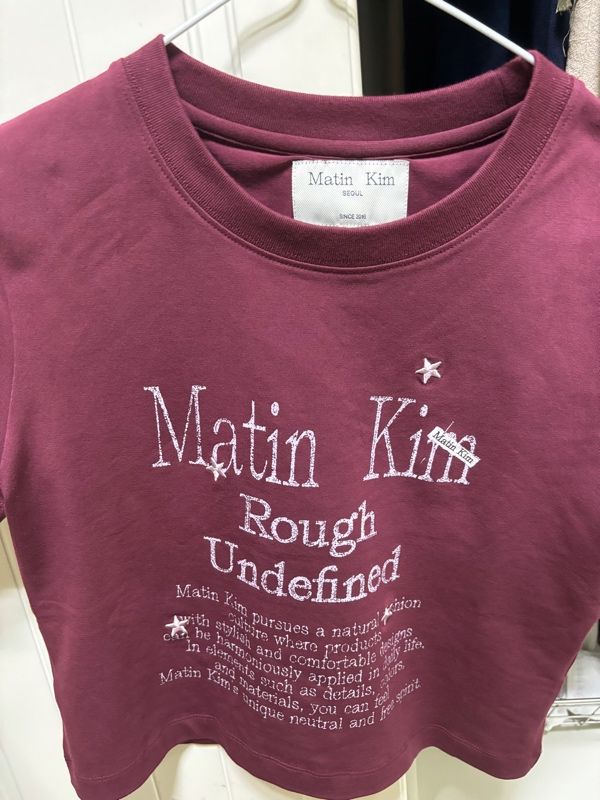 Matin Kim
SEOUL
SINCE 2016
Matin Kim
Matin Kim
Rough
Undefined
Matin Kim pursues a natural fashion
culture where products
with stylish and comfortable designs
can be harmoniously applied in daily life.
In elements such as details, colors,
and materials, you can feel
Matin Kim's unique neutral and free spirit.